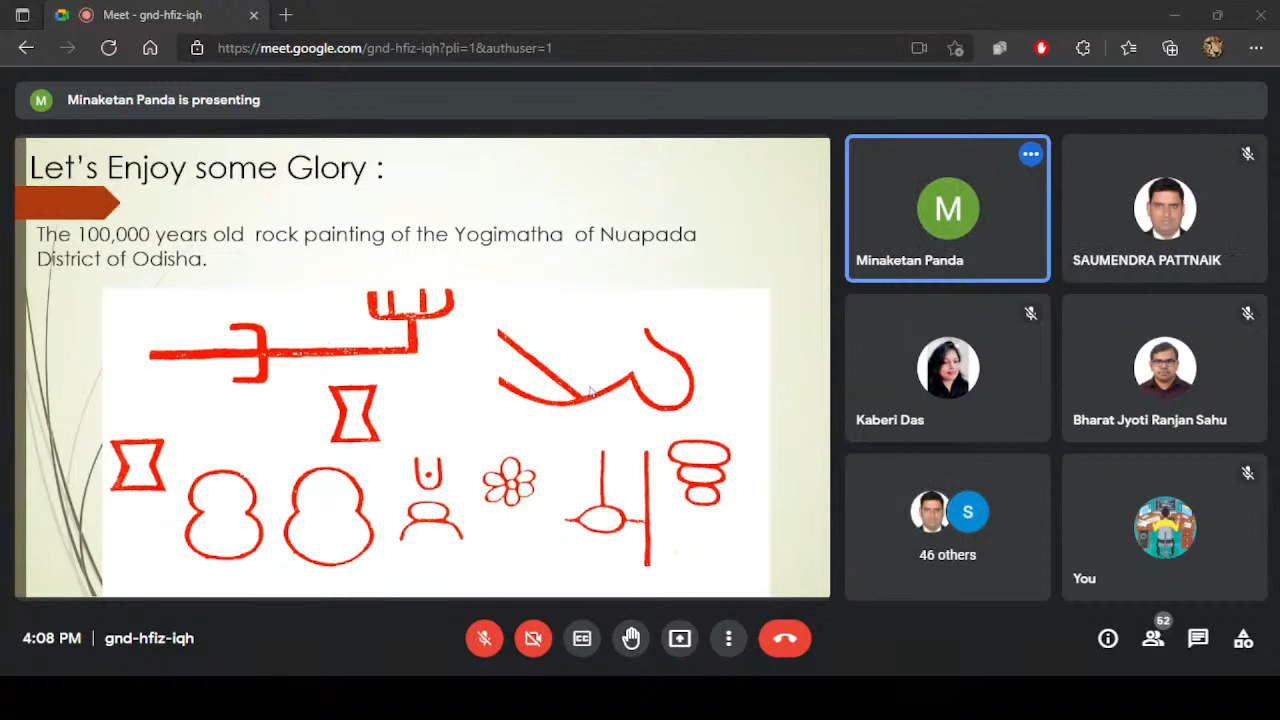 Meet - gnd-hfiz-iqh
https://meet.google.com/gnd-hfiz-iqh?pli=1&authuser=1
M Minaketan Panda is presenting
Let's Enjoy some Glory :
The 100,000 years old rock painting of the Yogimatha of Nuapada
District of Odisha.
M
Minaketan Panda
SAUMENDRA PATTNAIK
Kaberi Das
Bharat Jyoti Ranjan Sahu
S
46 others
You
4:08 PM | gnd-hfiz-iqh
CC
62